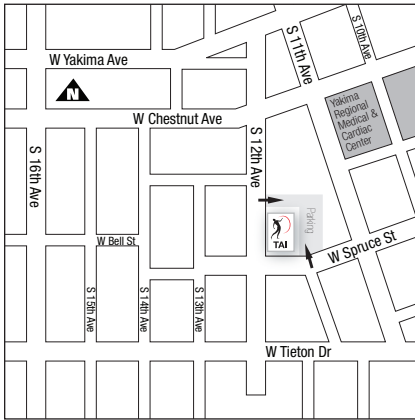 S 10th Ave
S 11th Ave
W Yakima Ave
N
Yakima
Regional
Medical &
Cardiac
Center
W Chestnut Ave
S 12th Ave
S 16th Ave
Parking
TAI
W Bell St
W Spruce St
S 15th Ave
S 14th Ave
S 13th Ave
W Tieton Dr